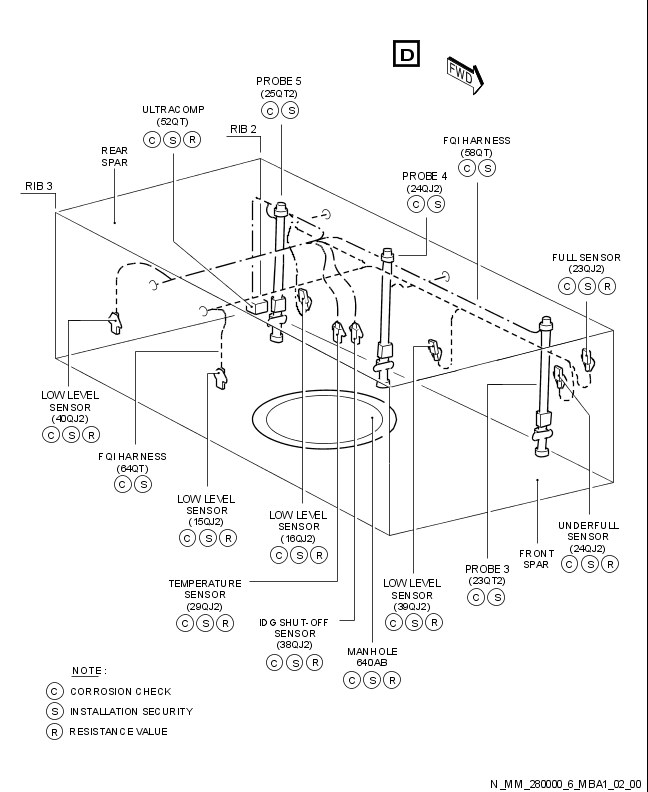 D
FWD
PROBE 5
(25QT2)
C S
ULTRACOMP
(52QT)
C S R
RIB 2
REAR
SPAR
FQI HARNESS
(58QT)
C S
PROBE 4
(24QJ2)
C S
RIB 3
FULL SENSOR
(23QJ2)
C S R
LOW LEVEL
SENSOR
(40QJ2)
C S R
FQI HARNESS
(64QT)
C S
LOW LEVEL
SENSOR
(15QJ2)
C S R
LOW LEVEL
SENSOR
(16QJ2)
C S R
UNDERFULL
SENSOR
(24QJ2)
C S R
FRONT
SPAR
PROBE 3
(23QT2)
C S
TEMPERATURE
SENSOR
(29QJ2)
C S R
LOW LEVEL
SENSOR
(39QJ2)
C S R
IDG SHUT-OFF
SENSOR
(38QJ2)
C S R
MANHOLE
640AB
C S R
NOTE :
C CORROSION CHECK
S INSTALLATION SECURITY
R RESISTANCE VALUE
N_MM_280000_6_MBA1_02_00